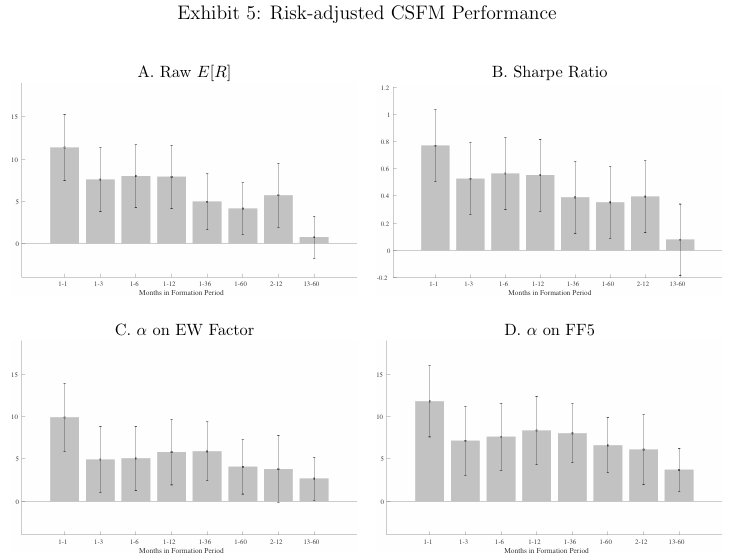 Exhibit 5: Risk-adjusted CSFM Performance
A. Raw E[R]
15
10
5
0
1-1 1-3 1-6 1-12 1-36 1-60 2-12 13-60
Months in Formation Period
B. Sharpe Ratio
1.2
1
0.8
0.6
0.4
0.2
0
-0.2
1-1 1-3 1-6 1-12 1-36 1-60 2-12 13-60
Months in Formation Period
C. α on EW Factor
15
10
5
0
1-1 1-3 1-6 1-12 1-36 1-60 2-12 13-60
Months in Formation Period
D. α on FF5
15
10
5
0
1-1 1-3 1-6 1-12 1-36 1-60 2-12 13-60
Months in Formation Period